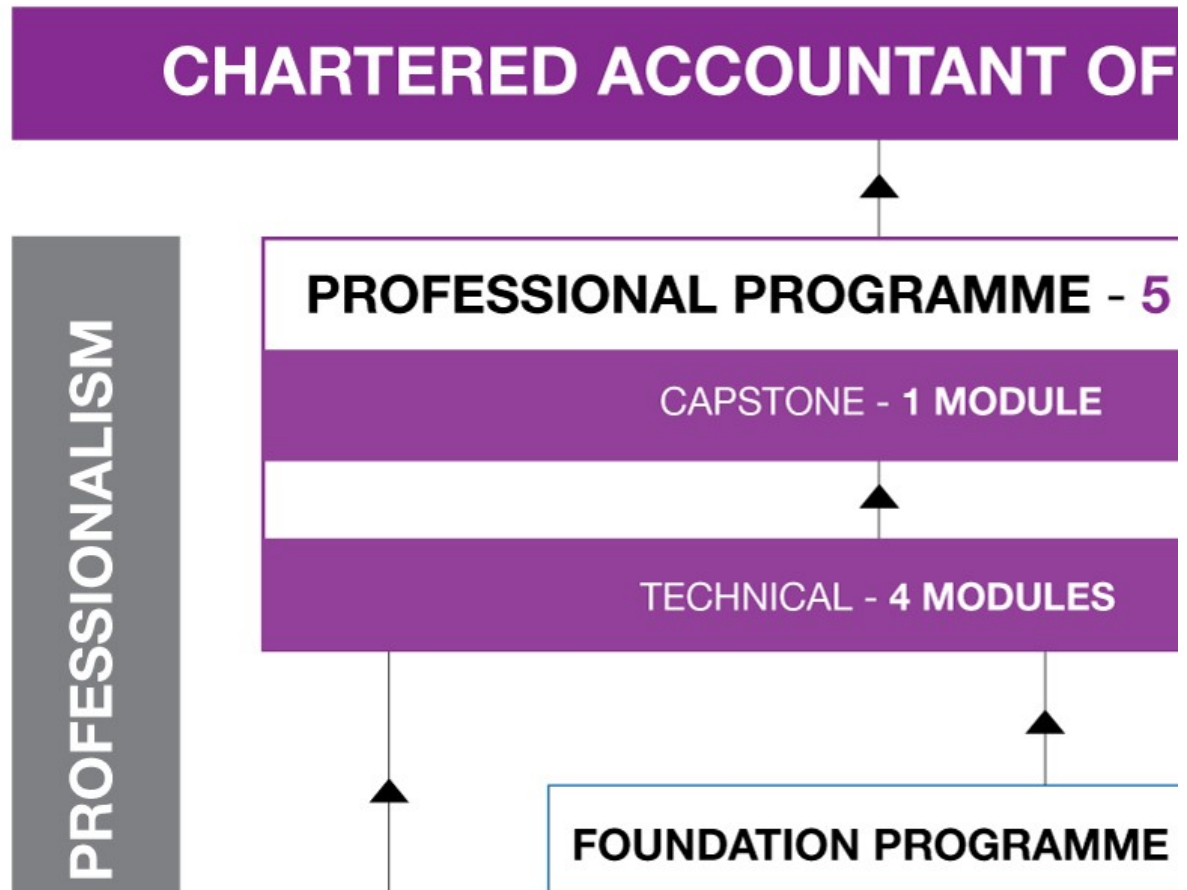 CHARTERED ACCOUNTANT OF
PROFESSIONALISM
PROFESSIONAL PROGRAMME - 5
CAPSTONE - 1 MODULE
TECHNICAL - 4 MODULES
FOUNDATION PROGRAMME